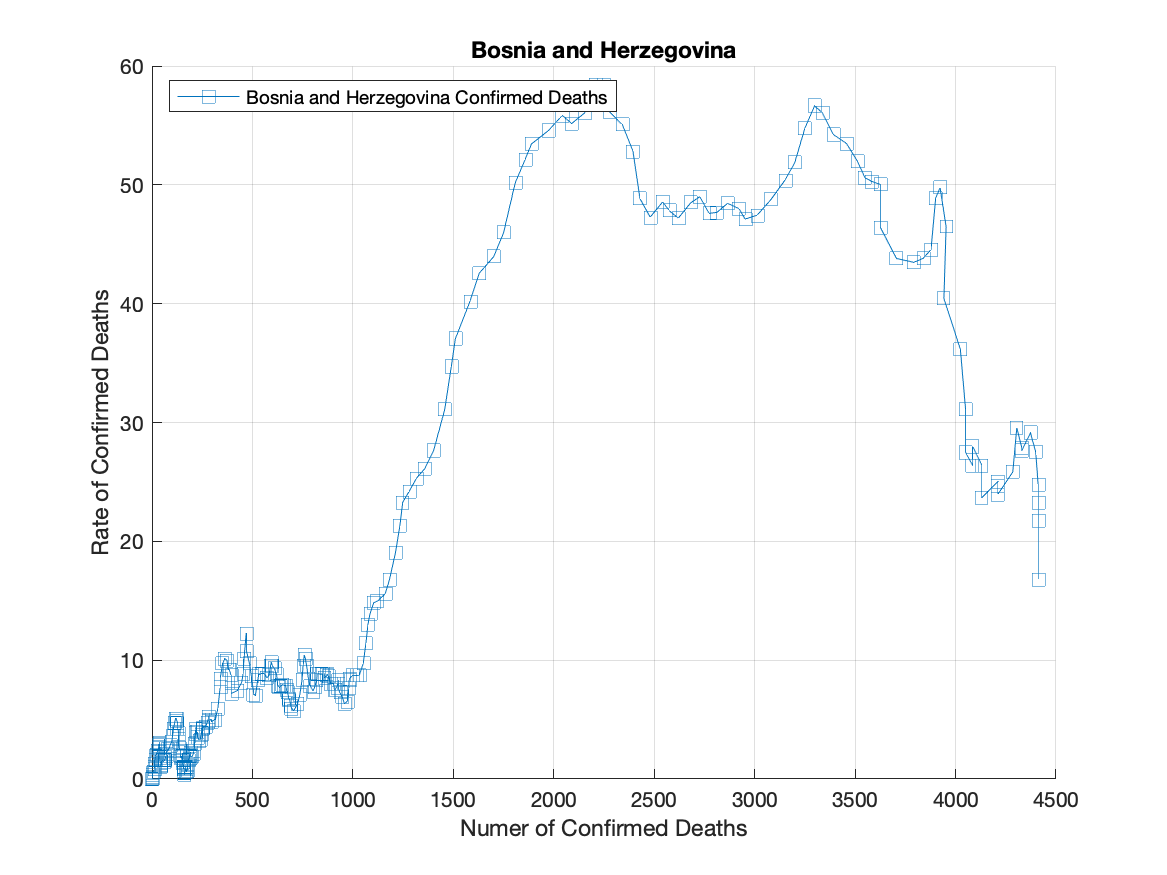 Bosnia and Herzegovina
Bosnia and Herzegovina Confirmed Deaths
60
50
40
30
20
10
0
Rate of Confirmed Deaths
0 500 1000 1500 2000 2500 3000 3500 4000 4500
Numer of Confirmed Deaths